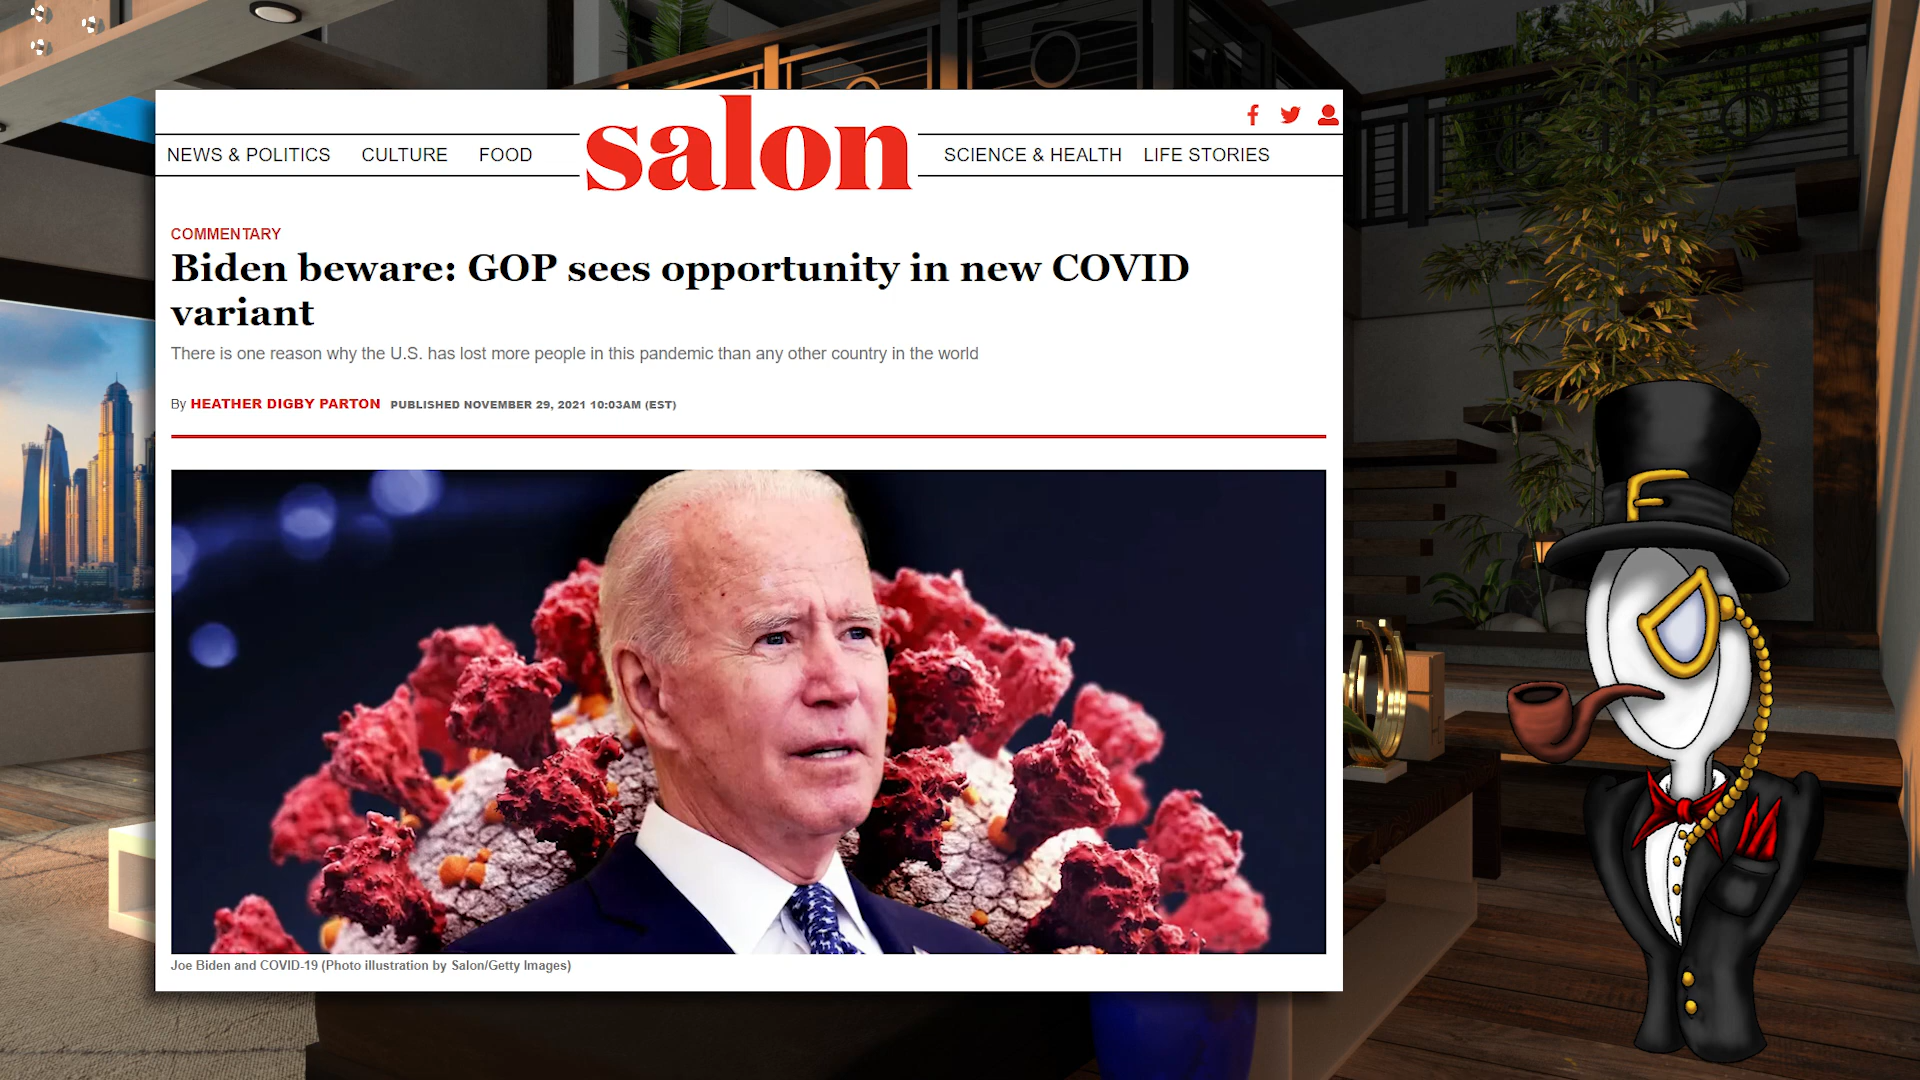 NEWS & POLITICS CULTURE FOOD salon SCIENCE & HEALTH LIFE STORIES
COMMENTARY
Biden beware: GOP sees opportunity in new COVID
variant
There is one reason why the U.S. has lost more people in this pandemic than any other country in the world
By HEATHER DIGBY PARTON PUBLISHED NOVEMBER 29, 2021 10:03AM (EST)
Joe Biden and COVID-19 (Photo illustration by Salon/Getty Images)
F